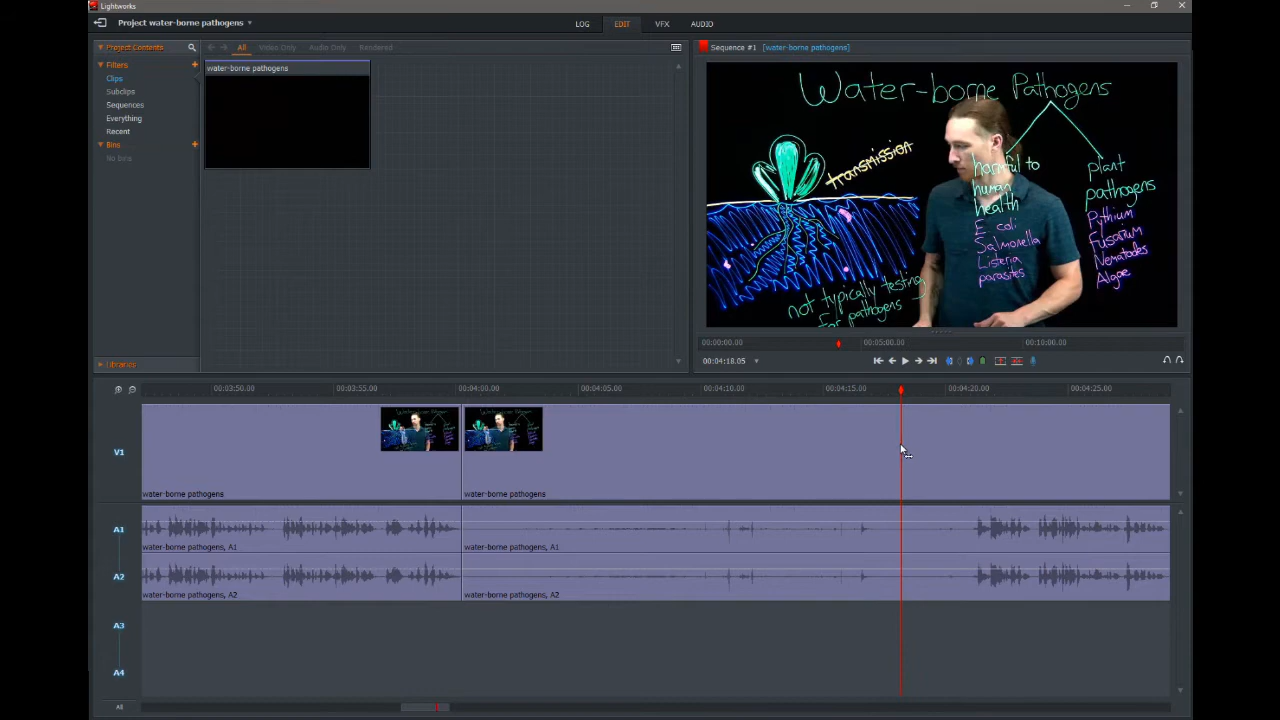 Lightworks
Project water-borne pathogens
LOG
EDIT
VFX
AUDIO
Project Contents
All
Video Only
Audio Only
Rendered
Filters
Clips
Subclips
Sequences
Everything
Recent
Bins
No Bins
Libraries
water-borne pathogens
Sequence #1 [water-borne pathogens]
Water-borne Pathogens
transmission
harmful to
human
health
E coli
Salmonella
Listeria
parasites
plant
pathogens
Pythium
Fusarium
Nematodes
Algae
not typically testing
for pathogens
00:00:00.00
00:05:00.00
00:10:00.00
00:04:18.05
00:03:50.00
00:03:55.00
00:04:00.00
00:04:05.00
00:04:10.00
00:04:15.00
00:04:20.00
00:04:25.00
V1
water-borne pathogens
water-borne pathogens
A1
water-borne pathogens, A1
water-borne pathogens, A1
A2
water-borne pathogens, A2
water-borne pathogens, A2
A3
A4
All